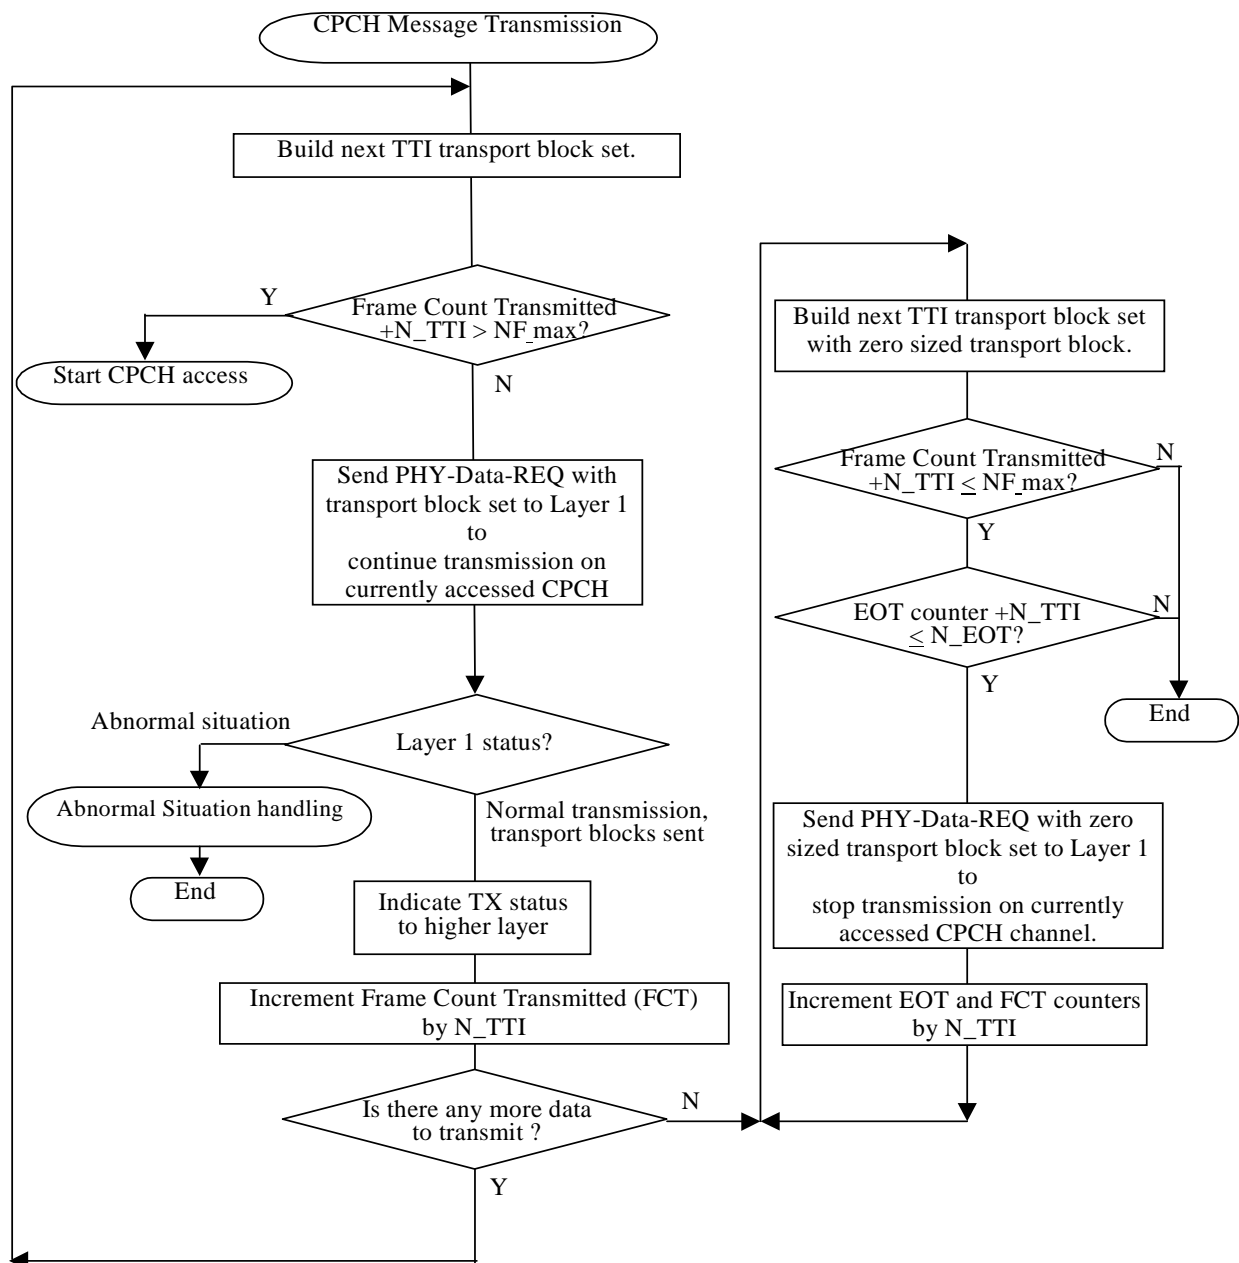 CPCH Message Transmission
Build next TTI transport block set.
Y
Frame Count Transmitted
+N_TTI > NF_max?
Start CPCH access
N
Send PHY-Data-REQ with
transport block set to Layer 1
to
continue transmission on
currently accessed CPCH
Abnormal situation
Layer 1 status?
Abnormal Situation handling
End
Normal transmission,
transport blocks sent
Indicate TX status
to higher layer
Increment Frame Count Transmitted (FCT)
by N_TTI
Is there any more data
to transmit ?
N
Y
Build next TTI transport block set
with zero sized transport block.
Frame Count Transmitted
+N_TTI ≤ NF_max?
N
Y
EOT counter +N_TTI
≤ N_EOT?
N
Y
End
Send PHY-Data-REQ with zero
sized transport block set to Layer 1
to
stop transmission on currently
accessed CPCH channel.
Increment EOT and FCT counters
by N_TTI